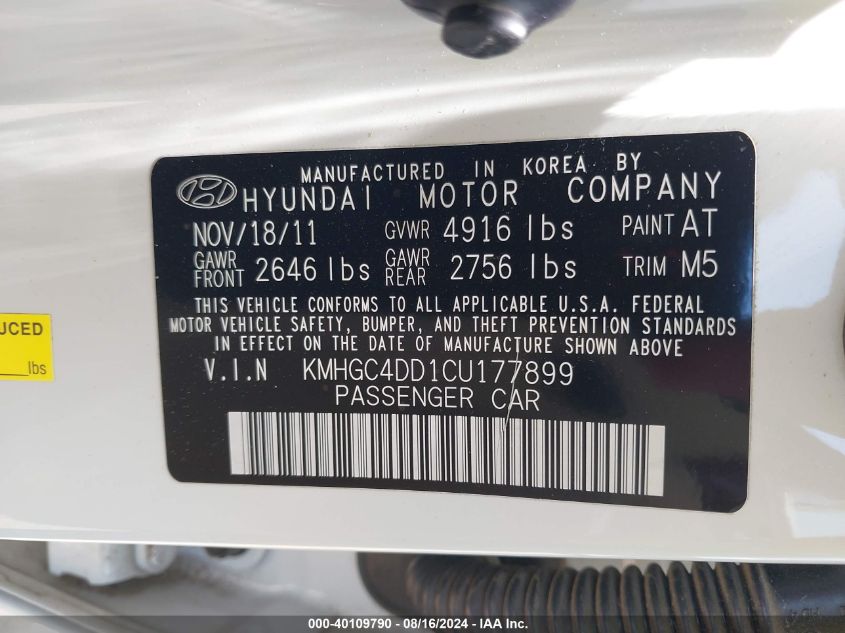 MANUFACTURED IN KOREA BY
HYUNDAI MOTOR COMPANY
NOV/18/11 GVWR 4916 lbs PAINT AT
GAWR FRONT 2646 lbs GAWR REAR 2756 lbs TRIM M5
THIS VEHICLE CONFORMS TO ALL APPLICABLE U.S.A. FEDERAL
MOTOR VEHICLE SAFETY, BUMPER, AND THEFT PREVENTION STANDARDS
IN EFFECT ON THE DATE OF MANUFACTURE SHOWN ABOVE
V.I.N KMHGC4DD1CU177899
PASSENGER CAR
UCED
lbs
000-40109790 - 08/16/2024 - IAA Inc.